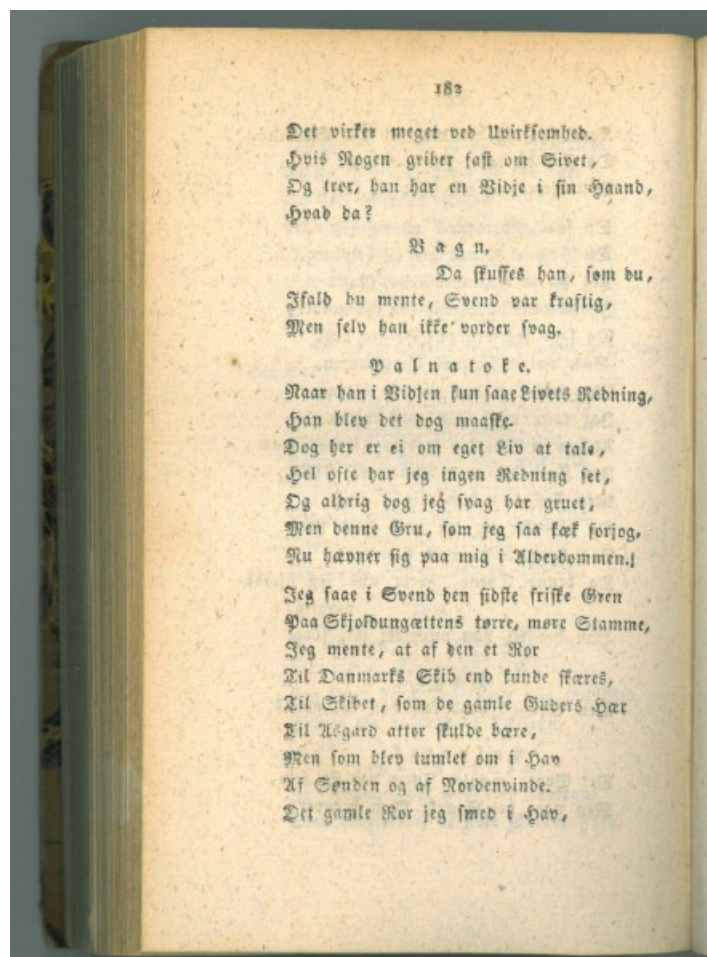 182
Det virker meget ved Uvirksomhed.
Hvis Nogen griber fast om Sivet,
Og troer, han har en Vidje i sin Haand,
Hvad da?
Vagn.
Da skuffes han, som du,
Ifald du mente, Svend var kraftig,
Men selv han ikke vorder svag.
Palnatoke.
Naar han i Vidjen kun saae Livets Redning,
Han blev det dog maaske.
Dog her er ei om eget Liv at tale,
Hel ofte har jeg ingen Redning set,
Og aldrig dog jeg svag har gruet,
Men denne Gru, som jeg saa kæk forjog,
Nu hævner sig paa mig i Alderdommen.
Jeg saae i Svend den sidste friske Green
Paa Skjoldungættens tørre, møre Stamme,
Jeg mente, at af den et Ror
Til Danmarks Skib end kunde skæres,
Til Skibet, som de gamle Guders Hær
Til Asgard atter skulde bære,
Men som blev tumlet om i Hav
Af Sønden og af Nordenvinde.
Det gamle Ror jeg smed i Hav,